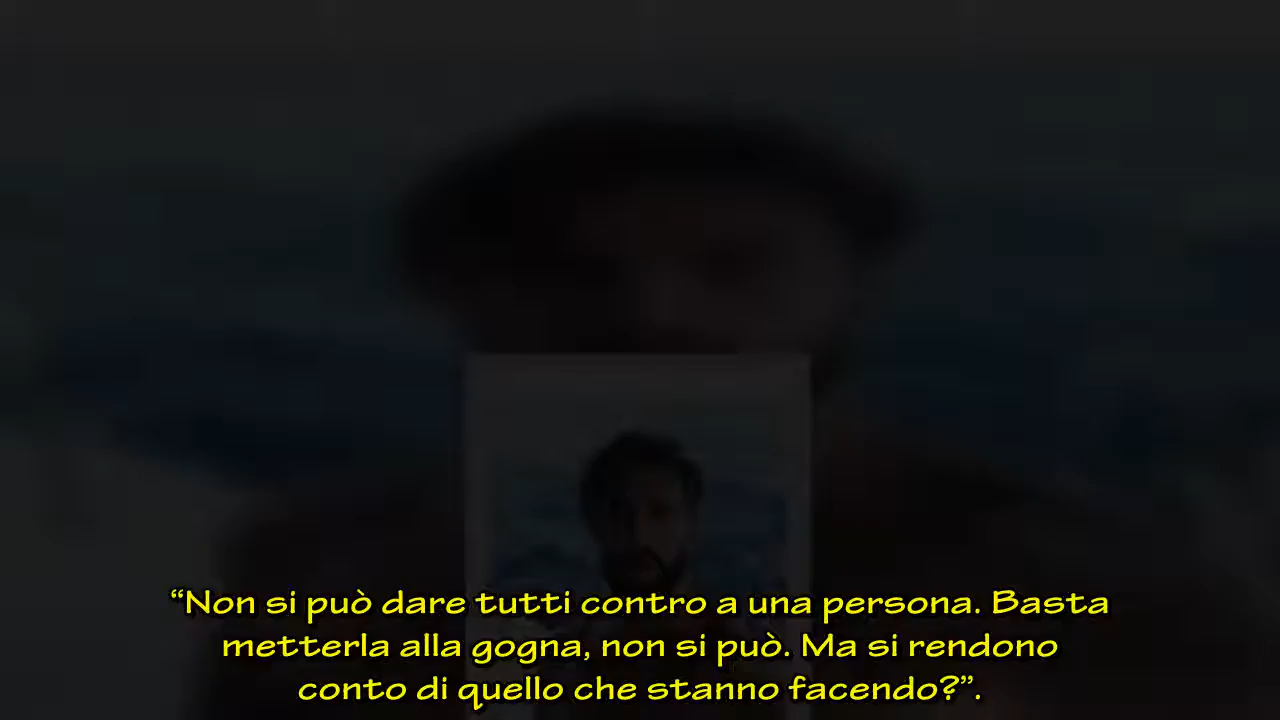 “Non si può dare tutti contro a una persona. Basta
metterla alla gogna, non si può. Ma si rendono
conto di quello che stanno facendo?”.